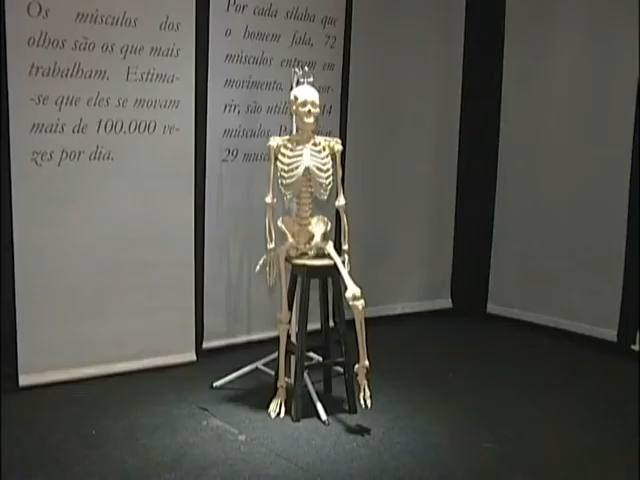 Os músculos dos
olhos são os que mais
trabalham. Estima-
-se que eles se movam
mais de 100.000 ve-
zes por dia.
Por cada sílaba que
o homem fala, 72
músculos entram em
movimento.
rir, são 14
músculos.
29